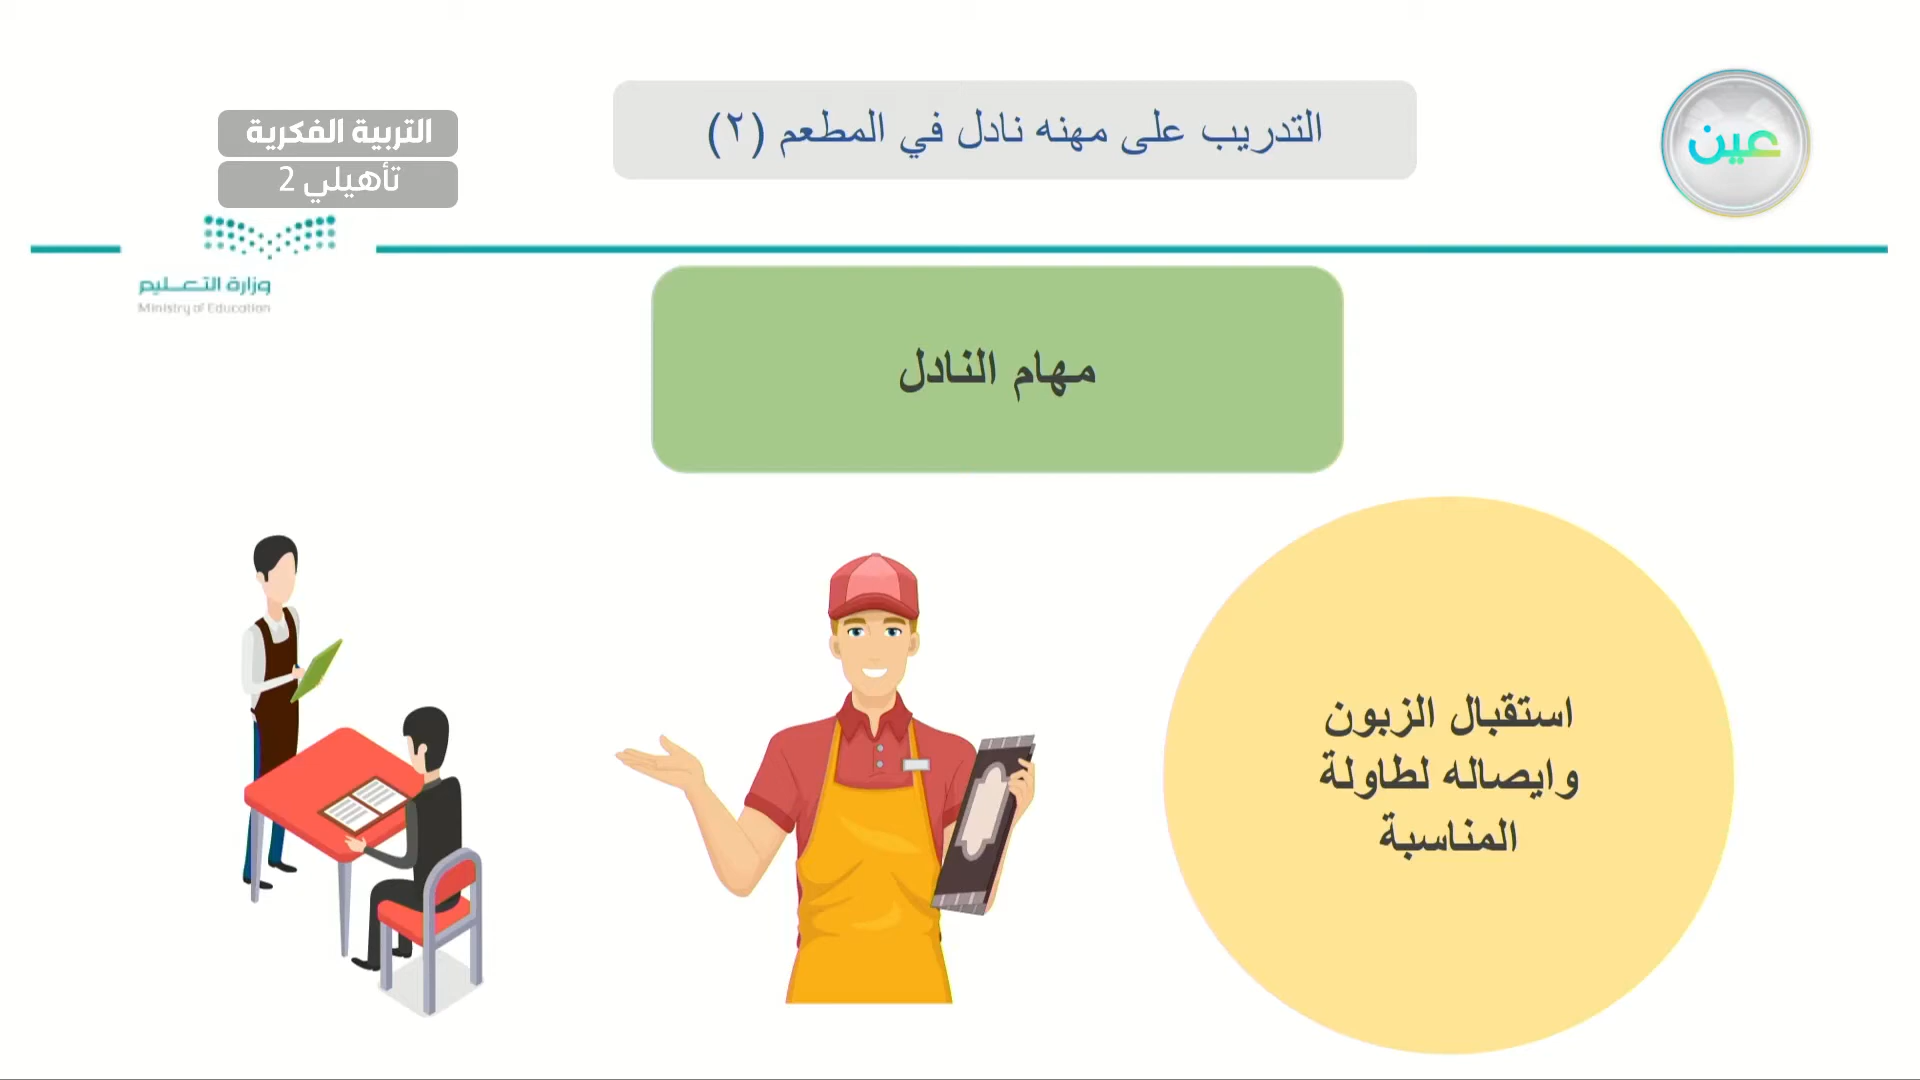 عين
التدريب على مهنه نادل في المطعم (٢)
التربية الفكرية
تأهيلي 2
وزارة التعليم
Ministry of Education
مهام النادل
استقبال الزبون
وايصاله لطاولة
المناسبة